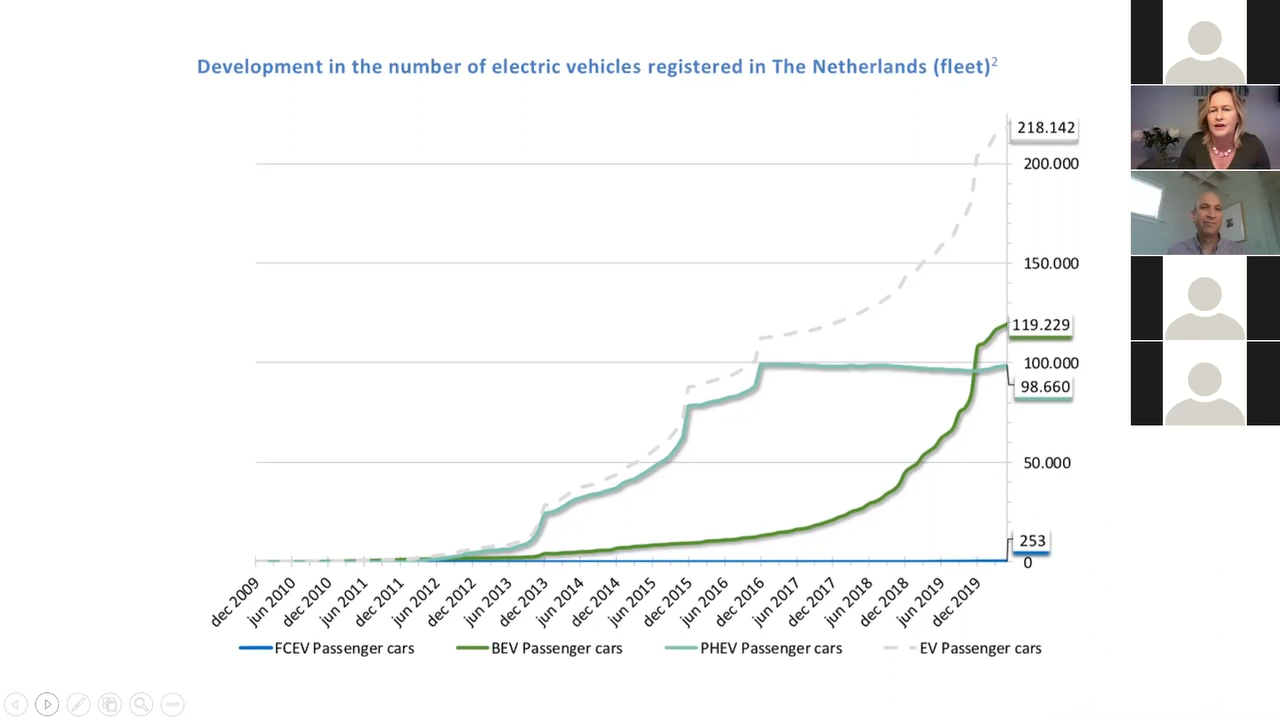 Development in the number of electric vehicles registered in The Netherlands (fleet)2
218.142
200.000
150.000
119.229
100.000
98.660
50.000
253
0
dec 2009
jun 2010
dec 2010
jun 2011
dec 2011
jun 2012
dec 2012
jun 2013
dec 2013
jun 2014
dec 2014
jun 2015
dec 2015
jun 2016
dec 2016
jun 2017
dec 2017
jun 2018
dec 2018
jun 2019
dec 2019
FCEV Passenger cars BEV Passenger cars PHEV Passenger cars EV Passenger cars